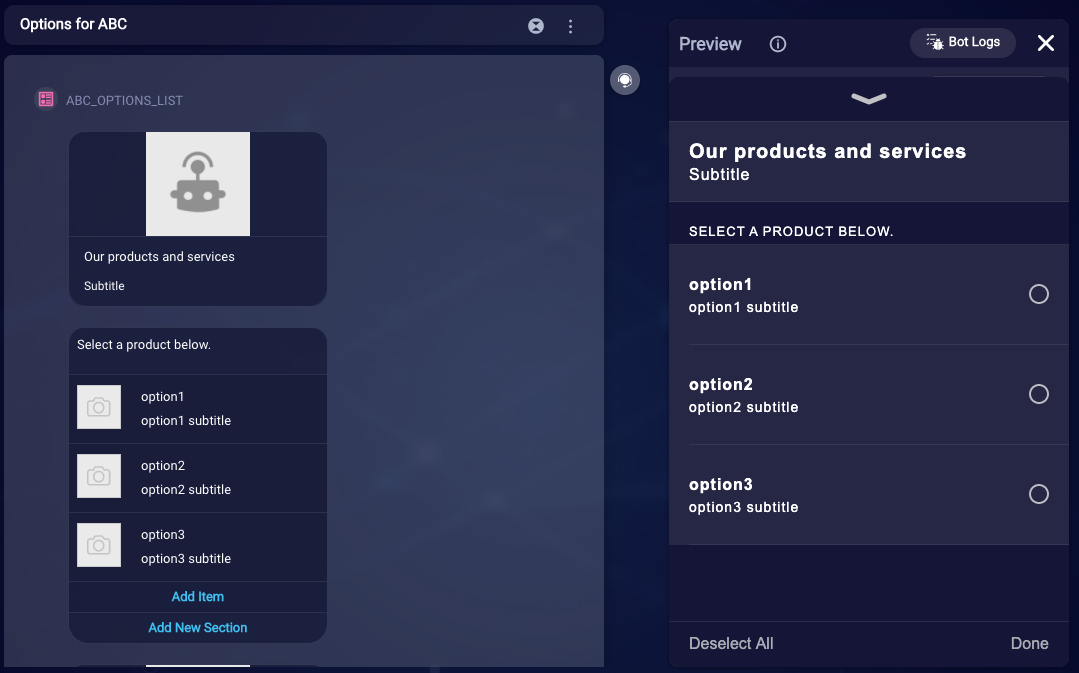 Options for ABC
ABC_OPTIONS_LIST
Our products and services
Subtitle
Select a product below.
option1
option1 subtitle
option2
option2 subtitle
option3
option3 subtitle
Add Item
Add New Section
Preview
Bot Logs
Our products and services
Subtitle
SELECT A PRODUCT BELOW.
option1
option1 subtitle
option2
option2 subtitle
option3
option3 subtitle
Deselect All
Done